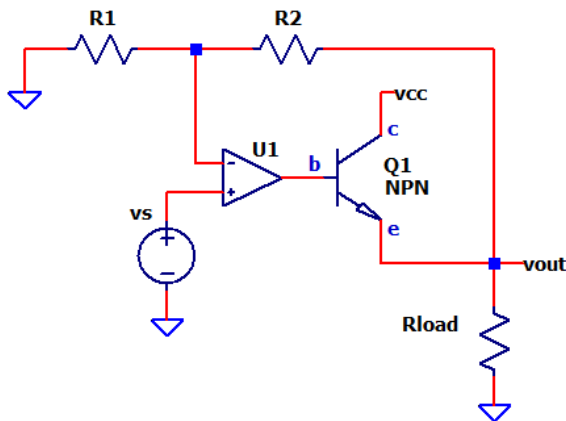 R1
R2
vcc
c
U1
b
Q1
NPN
-
+
vs
+
-
e
vout
Rload